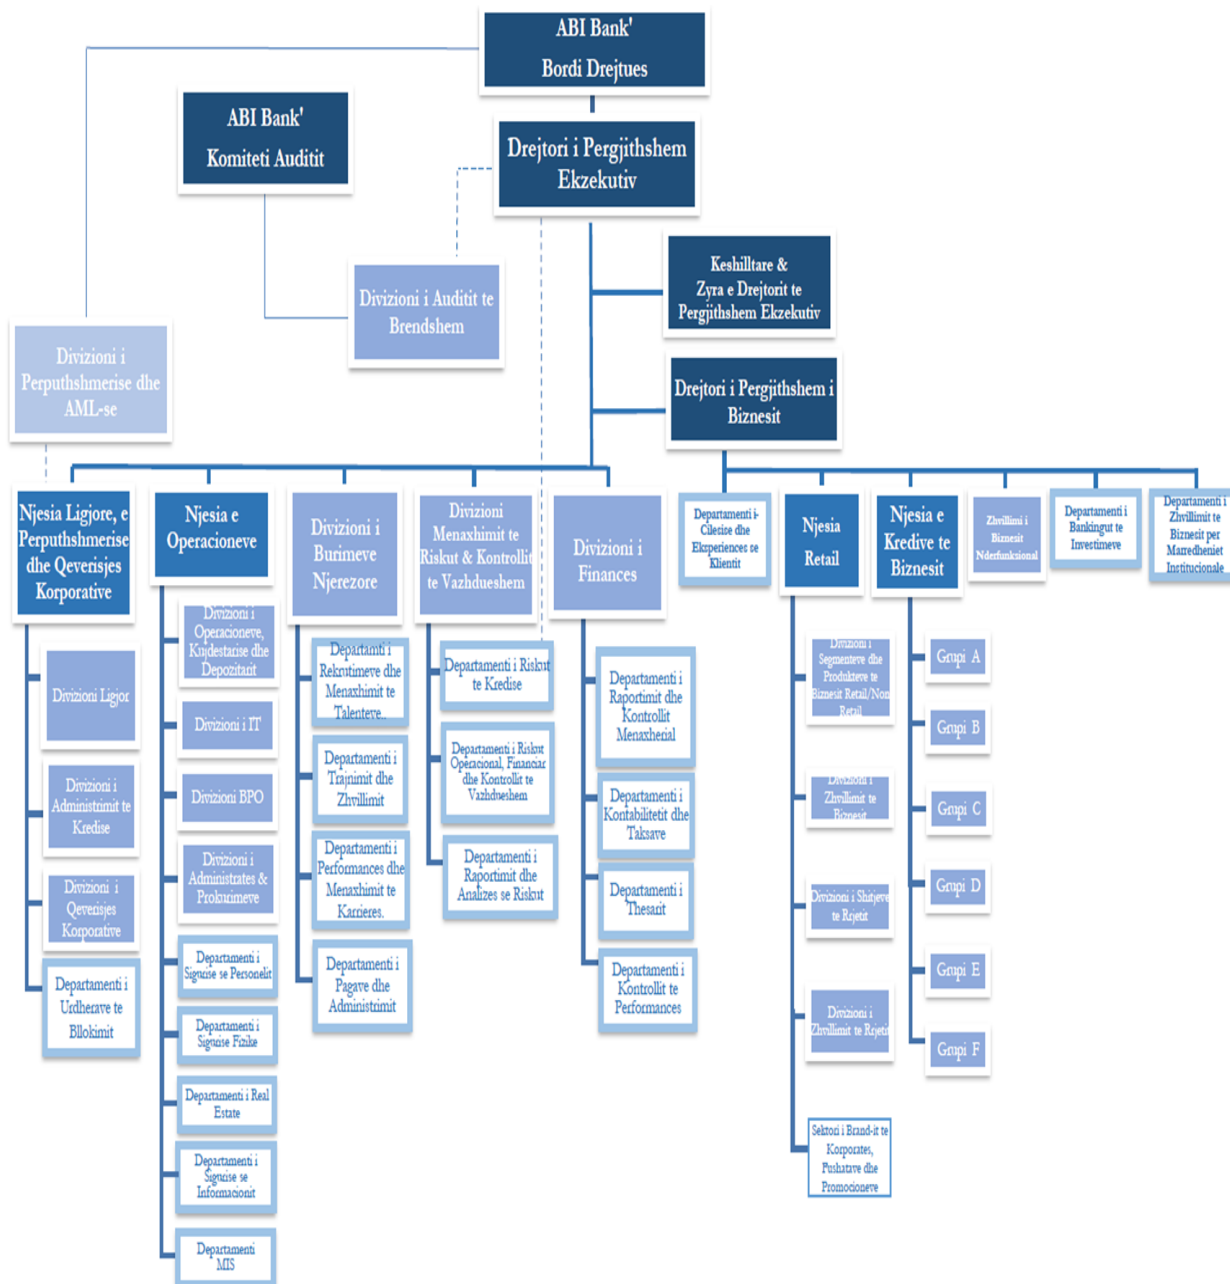 ABI Bank'
Bordi Drejtues
ABI Bank'
Komiteti Auditit
Drejtori i Pergjithshem
Ekzekutiv
Keshilltare &
Zyra e Drejtorit te
Pergjithshem Ekzekutiv
Divizioni i Auditit te
Brendshem
Divizioni i
Perputhshmerise dhe
AML-se
Drejtori i Pergjithshem i
Biznesit
Njesia Ligjore, e
Perputhshmerise
dhe Qeverisjes
Korporative
Njesia e
Operacioneve
Divizioni i
Burimeve
Njerezore
Divizioni
Menaxhimit te
Riskut & Kontrollit
te Vazhdueshem
Divizioni i
Finances
Departamenti i
Cilesise dhe
Eksperiences se
Klientit
Njesia
Retail
Njesia e
Kredive te
Biznesit
Zhvillimi i
Biznesit
Nderfunksional
Departamenti i
Bankingut te
Investimeve
Departamenti i
Zhvillimit te
Biznesit per
Marredheniet
Institucionale
Divizioni Ligjor
Divizioni i
Administrimit te
Kredise
Divizioni i
Qeverisjes
Korporative
Departamenti i
Urdherave te
Bllokimit
Divizioni i
Operacioneve,
Kujdestarise dhe
Depozitarit
Divizioni i IT
Divizioni BPO
Divizioni i
Administrates &
Prokurimeve
Departamenti i
Sigurise se Personelit
Departamenti i
Sigurise Fizike
Departamenti i Real
Estate
Departamenti i
Sigurise se
Informacionit
Departamenti
MIS
Departamti i
Rekrutimeve dhe
Menaxhimit te
Talenteve..
Departamenti i
Trajnimit dhe
Zhvillimit
Departamenti i
Performances dhe
Menaxhimit te
Karrieres.
Departamenti i
Pagave dhe
Administrimit
Departamenti i Riskut
te Kredise
Departamenti i Riskut
Operacional, Financiar
dhe Kontrollit te
Vazhdueshem
Departamenti i
Raportimit dhe
Analizes se Riskut
Departamenti i
Raportimit dhe
Kontrollit
Menaxherial
Departamenti i
Kontabilitetit dhe
Taksave
Departamenti i
Thesarit
Departamenti i
Kontrollit te
Performances
Divizioni i
Segmenteve dhe
Produkteve te
Biznesit Retail/Non
Retail
Divizioni i
Zhvillimit te
Biznesit
Divizioni i Shitjeve
te Rrjetit
Divizioni i
Zhvillimit te Rrjetit
Sektori i Brand-it te
Korporates,
Fushatave dhe
Promocioneve
Grupi A
Grupi B
Grupi C
Grupi D
Grupi E
Grupi F